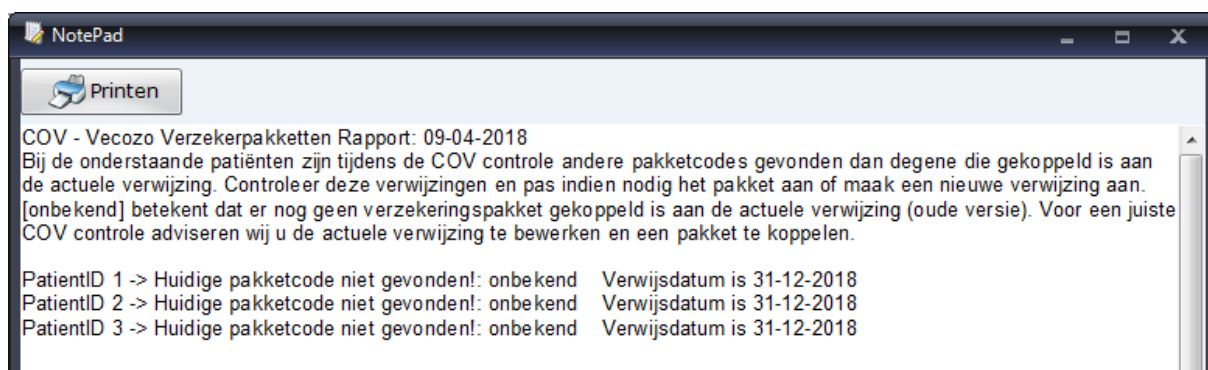 NotePad
Printen
COV - Vecozo Verzekerpakketten Rapport: 09-04-2018
Bij de onderstaande patiënten zijn tijdens de COV controle andere pakketcodes gevonden dan degene die gekoppeld is aan
de actuele verwijzing. Controleer deze verwijzingen en pas indien nodig het pakket aan of maak een nieuwe verwijzing aan.
[onbekend] betekent dat er nog geen verzekeringspakket gekoppeld is aan de actuele verwijzing (oude versie). Voor een juiste
COV controle adviseren wij u de actuele verwijzing te bewerken en een pakket te koppelen.
PatientID 1 -> Huidige pakketcode niet gevonden!: onbekend Verwijsdatum is 31-12-2018
PatientID 2 -> Huidige pakketcode niet gevonden!: onbekend Verwijsdatum is 31-12-2018
PatientID 3 -> Huidige pakketcode niet gevonden!: onbekend Verwijsdatum is 31-12-2018